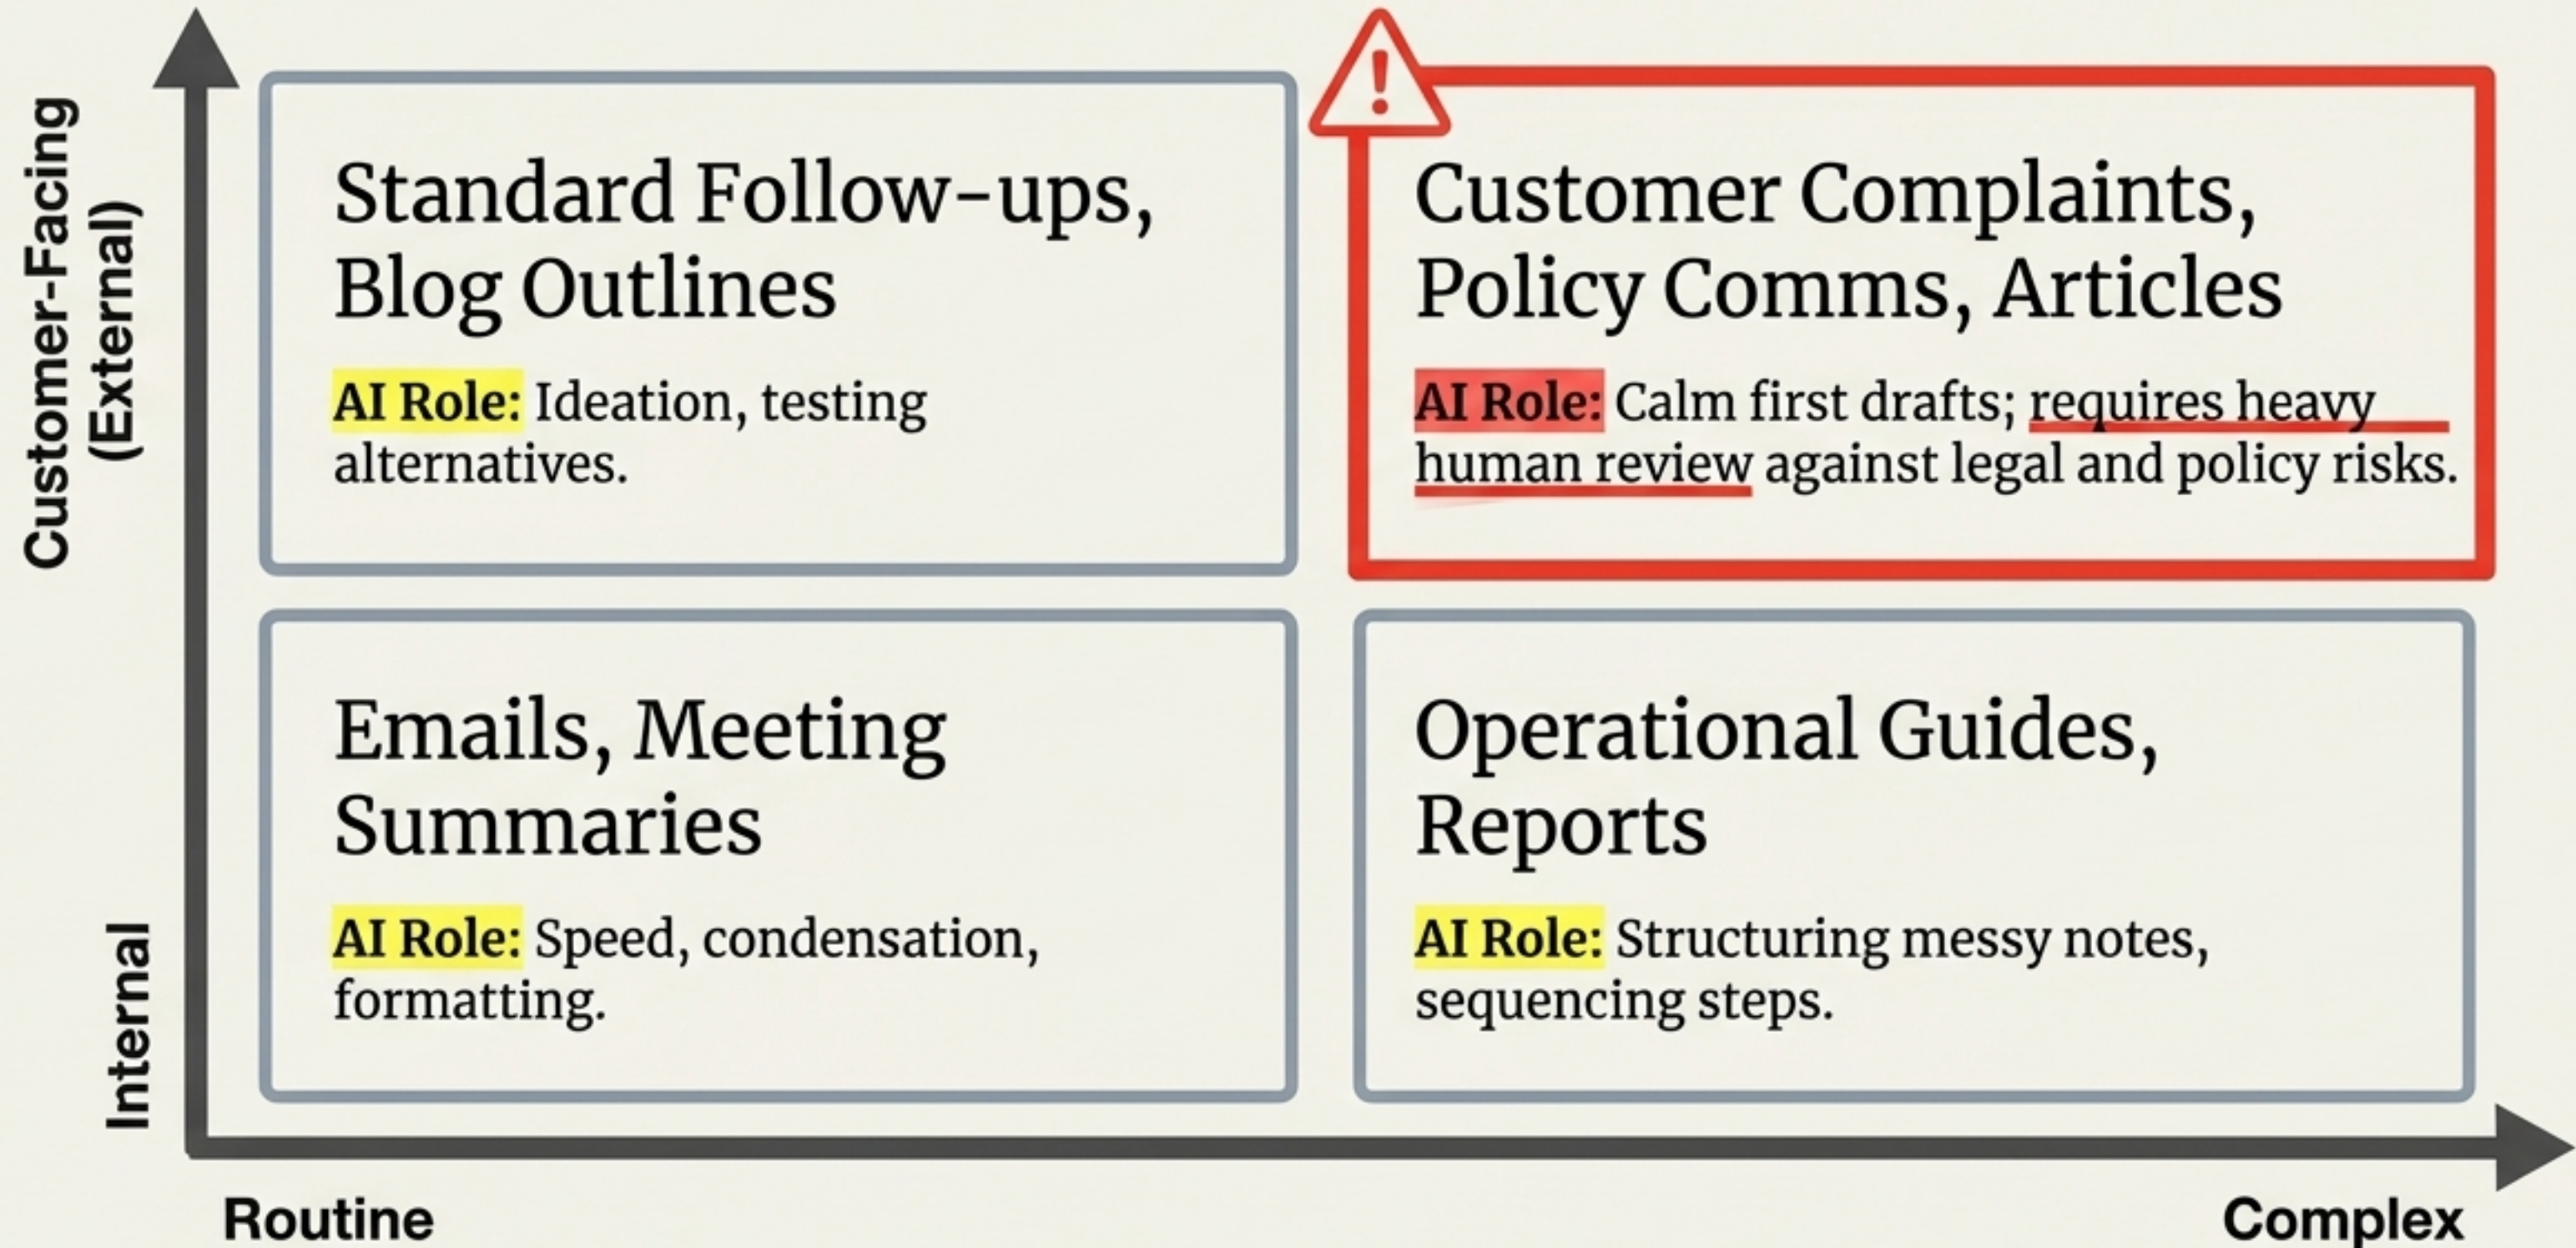 Customer-Facing
(External)
Standard Follow-ups,
Blog Outlines
AI Role: Ideation, testing
alternatives.
!
Customer Complaints,
Policy Comms, Articles
AI Role: Calm first drafts; requires heavy
human review against legal and policy risks.
Internal
Emails, Meeting
Summaries
AI Role: Speed, condensation,
formatting.
Operational Guides,
Reports
AI Role: Structuring messy notes,
sequencing steps.
Routine
Complex